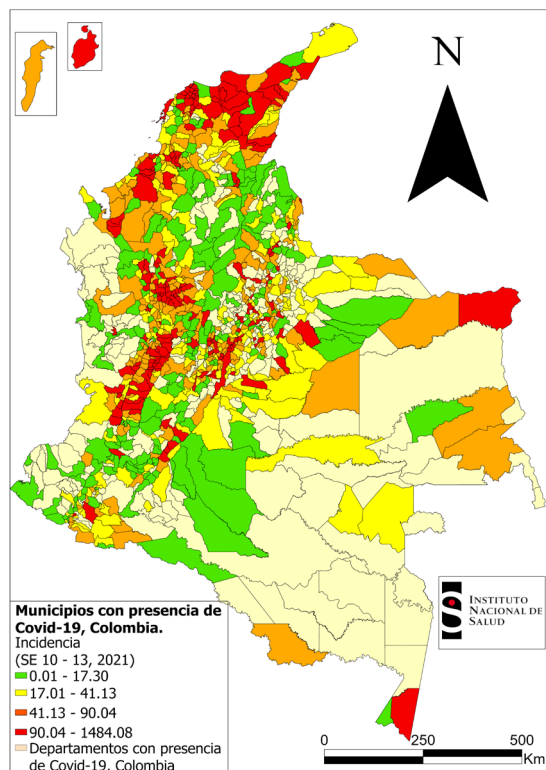 N
INSTITUTO
NACIONAL DE
SALUD
Municipios con presencia de
Covid-19, Colombia.
Incidencia
(SE 10 - 13, 2021)
0.01 - 17.30
17.01 - 41.13
41.13 - 90.04
90.04 - 1484.08
Departamentos con presencia
de Covid-19, Colombia
0 250 500
Km